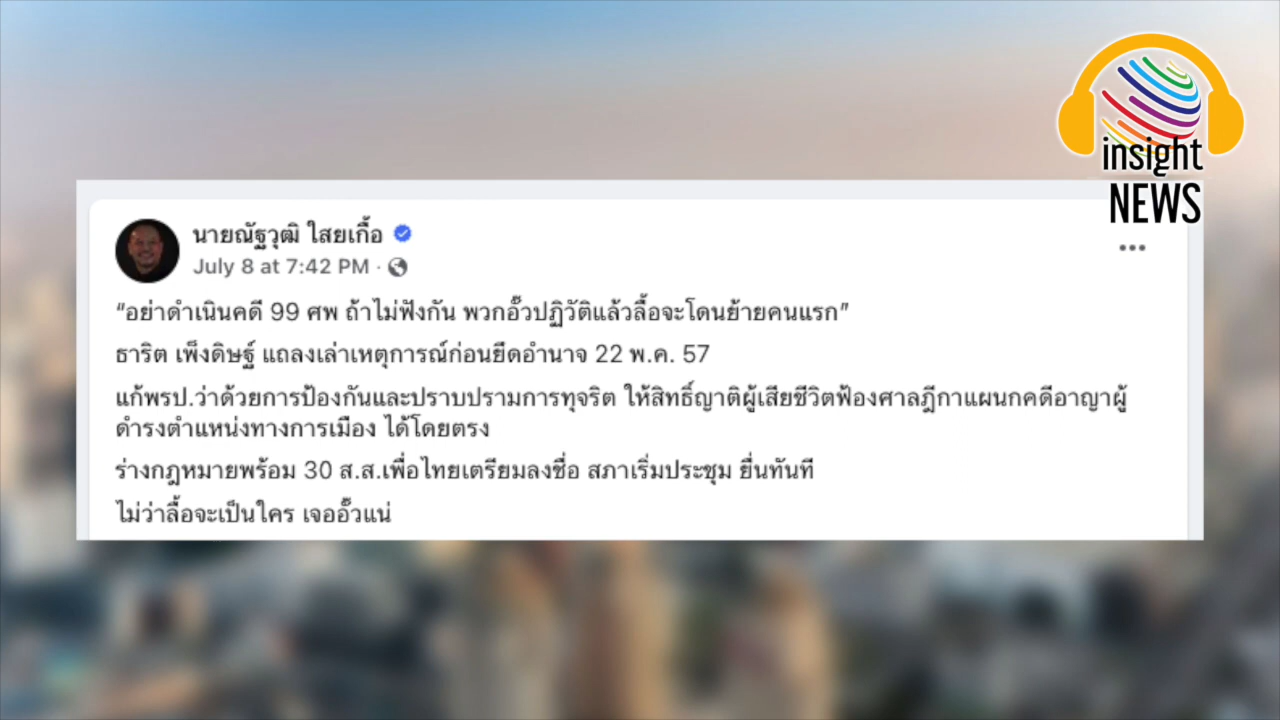 insight
NEWS
นายณัฐวุฒิ ใสยเกื้อ
July 8 at 7:42 PM ·
“อย่าดำเนินคดี 99 ศพ ถ้าไม่ฟังกัน พวกอั๊วปฏิวัติแล้วลื้อจะโดนย้ายคนแรก”
ธาริต เพ็งดิษฐ์ แถลงเล่าเหตุการณ์ก่อนยึดอำนาจ 22 พ.ค. 57
แก้พรป.ว่าด้วยการป้องกันและปราบปรามการทุจริต ให้สิทธิ์ญาติผู้เสียชีวิตฟ้องศาลฎีกาแผนกคดีอาญาผู้
ดำรงตำแหน่งทางการเมือง ได้โดยตรง
ร่างกฎหมายพร้อม 30 ส.ส.เพื่อไทยเตรียมลงชื่อ สภาเริ่มประชุม ยื่นทันที
ไม่ว่าลื้อจะเป็นใคร เจออั๊วแน่